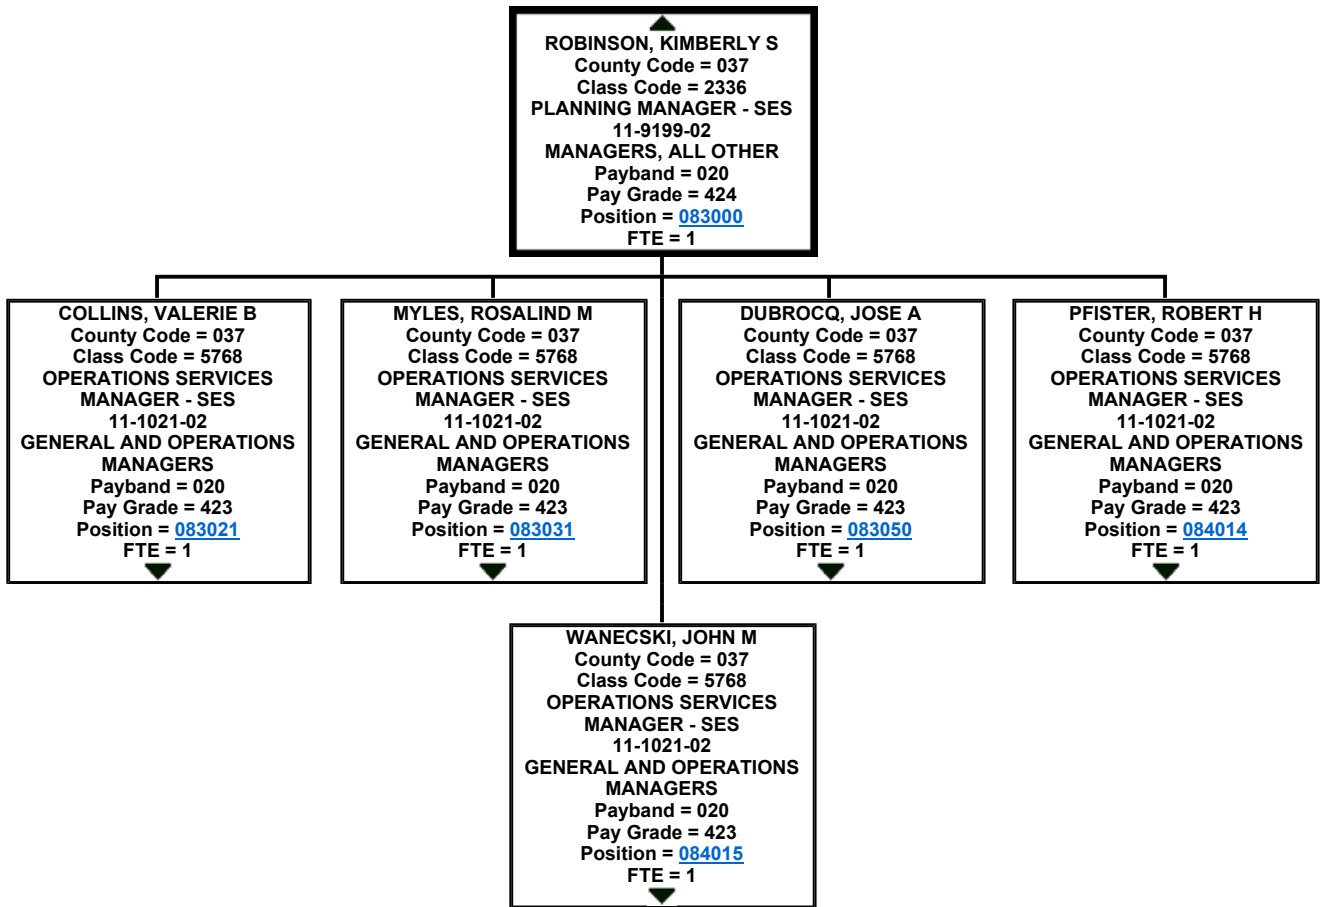 ROBINSON, KIMBERLY S
County Code = 037
Class Code = 2336
PLANNING MANAGER - SES
11-9199-02
MANAGERS, ALL OTHER
Payband = 020
Pay Grade = 424
Position = 083000
FTE = 1
COLLINS, VALERIE B
County Code = 037
Class Code = 5768
OPERATIONS SERVICES
MANAGER - SES
11-1021-02
GENERAL AND OPERATIONS
MANAGERS
Payband = 020
Pay Grade = 423
Position = 083021
FTE = 1
MYLES, ROSALIND M
County Code = 037
Class Code = 5768
OPERATIONS SERVICES
MANAGER - SES
11-1021-02
GENERAL AND OPERATIONS
MANAGERS
Payband = 020
Pay Grade = 423
Position = 083031
FTE = 1
DUBROCQ, JOSE A
County Code = 037
Class Code = 5768
OPERATIONS SERVICES
MANAGER - SES
11-1021-02
GENERAL AND OPERATIONS
MANAGERS
Payband = 020
Pay Grade = 423
Position = 083050
FTE = 1
PFISTER, ROBERT H
County Code = 037
Class Code = 5768
OPERATIONS SERVICES
MANAGER - SES
11-1021-02
GENERAL AND OPERATIONS
MANAGERS
Payband = 020
Pay Grade = 423
Position = 084014
FTE = 1
WANECSKI, JOHN M
County Code = 037
Class Code = 5768
OPERATIONS SERVICES
MANAGER - SES
11-1021-02
GENERAL AND OPERATIONS
MANAGERS
Payband = 020
Pay Grade = 423
Position = 084015
FTE = 1